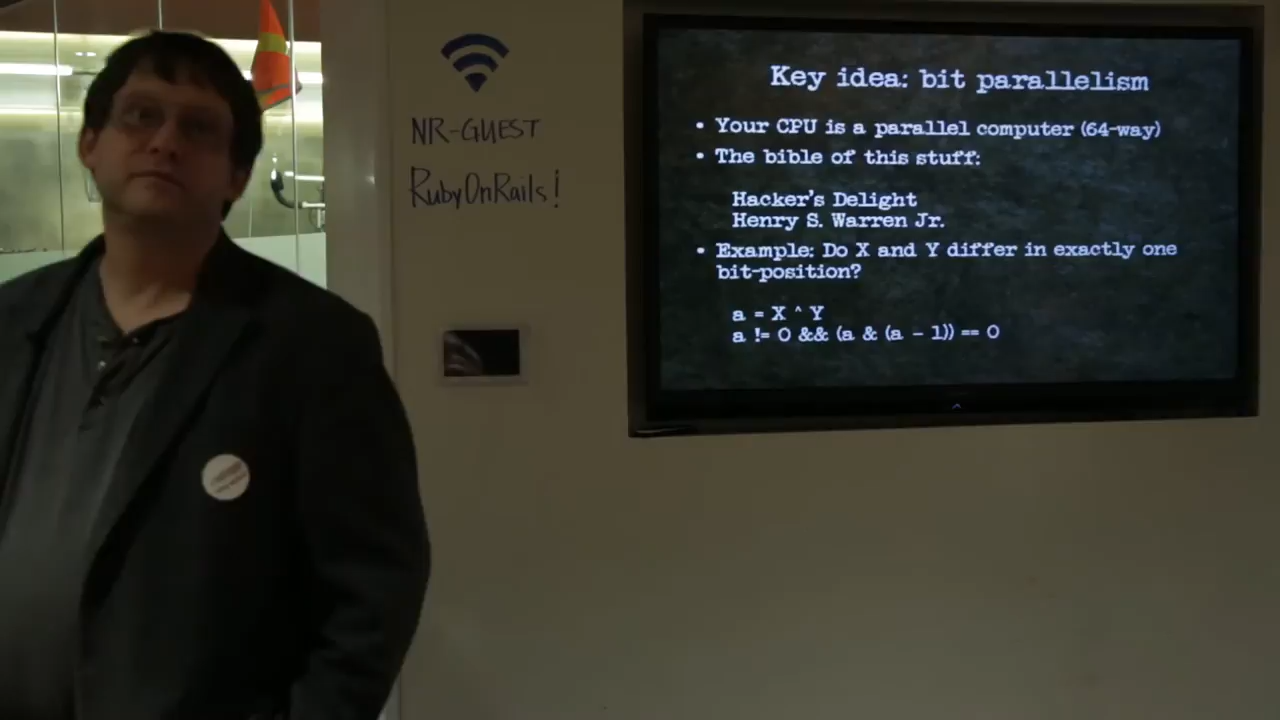 NR-GUEST
RubyOnRails!
Key idea: bit parallelism
• Your CPU is a parallel computer (64-way)
• The bible of this stuff:
Hacker's Delight
Henry S. Warren Jr.
• Example: Do X and Y differ in exactly one
bit-position?
a = X ^ Y
a != 0 && (a & (a - 1)) == 0